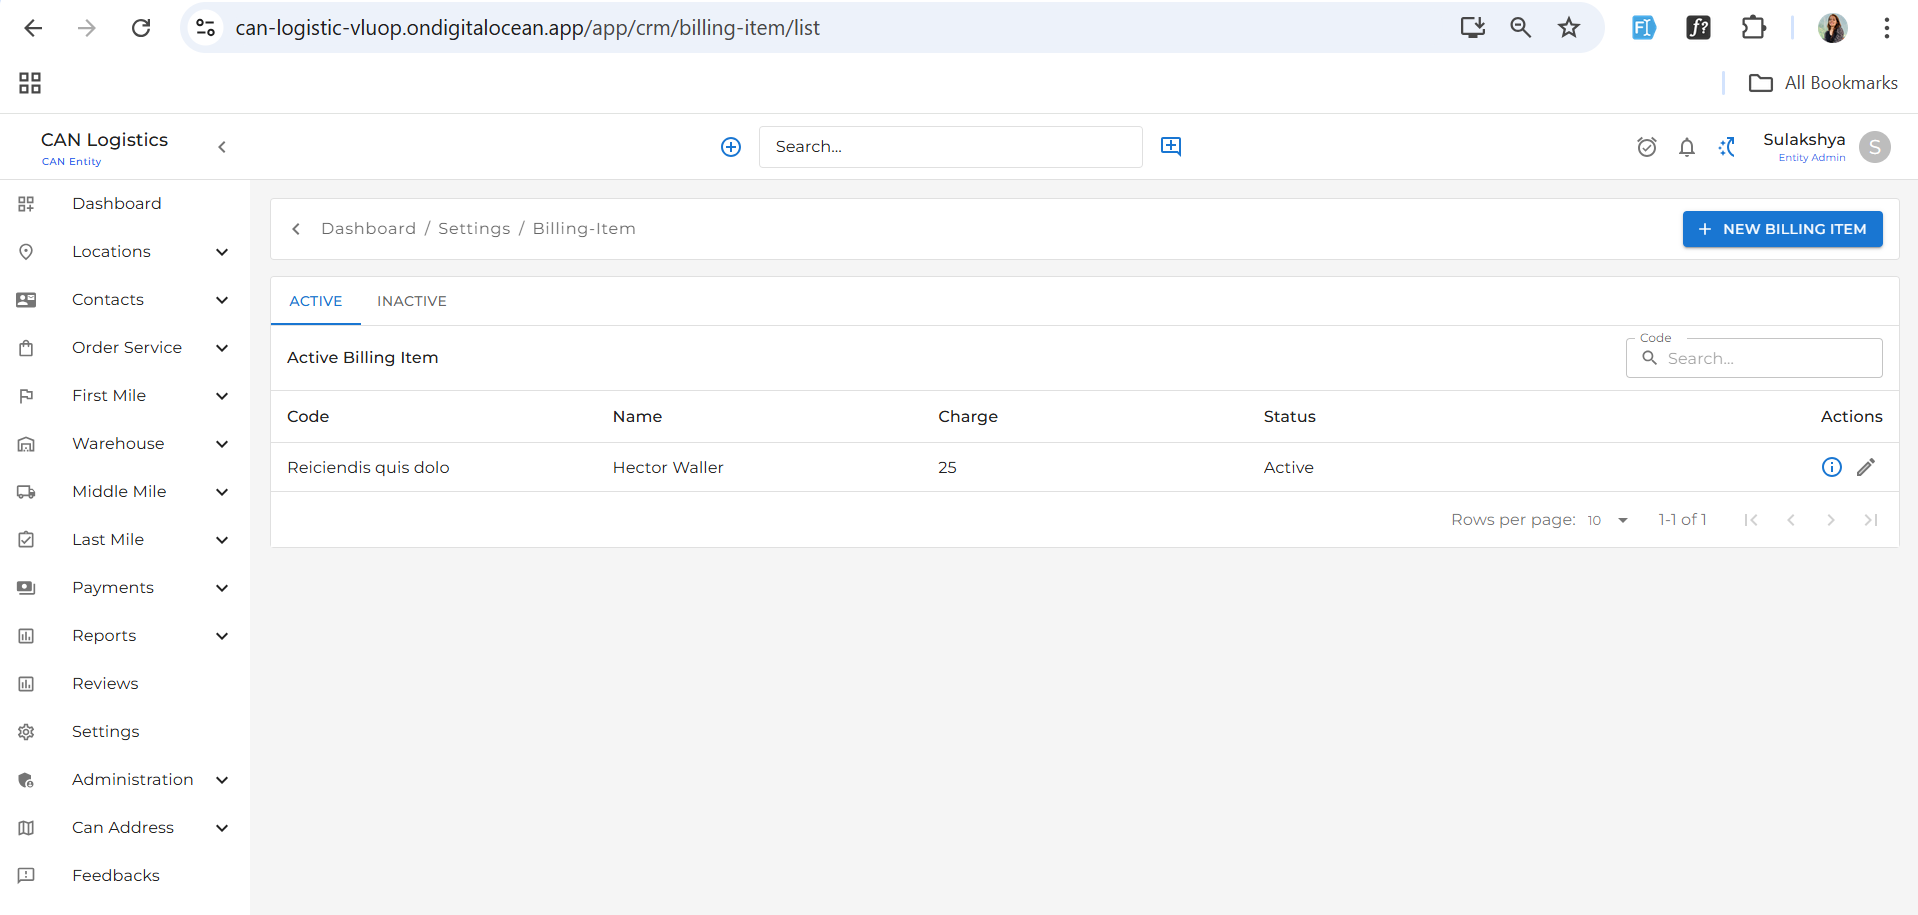 can-logistic-vluop.ondigitalocean.app/app/crm/billing-item/list
All Bookmarks
CAN Logistics
CAN Entity
Search...
Sulakshya
Entity Admin
S
Dashboard
Locations
Contacts
Order Service
First Mile
Warehouse
Middle Mile
Last Mile
Payments
Reports
Reviews
Settings
Administration
Can Address
Feedbacks
Dashboard / Settings / Billing-Item
+ NEW BILLING ITEM
ACTIVE INACTIVE
Active Billing Item
Code
Search...
Code Name Charge Status Actions
Reiciendis quis dolo Hector Waller 25 Active
Rows per page: 10 1-1 of 1